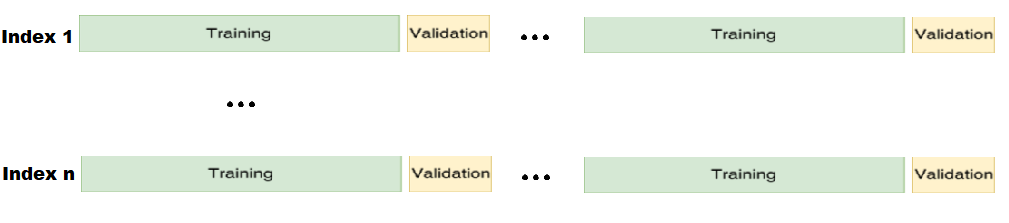 Index 1 Training Validation ... Training Validation
...
Index n Training Validation ... Training Validation